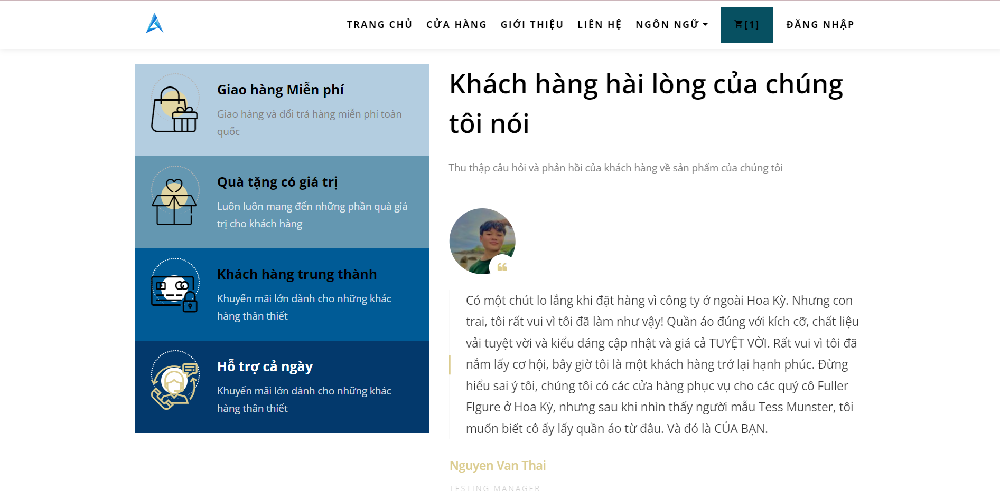 TRANG CHỦ CỬA HÀNG GIỚI THIỆU LIÊN HỆ NGÔN NGỮ [1] ĐĂNG NHẬP
Giao hàng Miễn phí
Giao hàng và đổi trả hàng miễn phí toàn
quốc
Quà tặng có giá trị
Luôn luôn mang đến những phần quà giá
trị cho khách hàng
Khách hàng trung thành
Khuyến mãi lớn dành cho những khác
hàng thân thiết
Hỗ trợ cả ngày
Khuyến mãi lớn dành cho những khác
hàng thân thiết
Khách hàng hài lòng của chúng
tôi nói
Thu thập câu hỏi và phản hồi của khách hàng về sản phẩm của chúng tôi
Có một chút lo lắng khi đặt hàng vì công ty ở ngoài Hoa Kỳ. Nhưng con
trai, tôi rất vui vì tôi đã làm như vậy! Quần áo đúng với kích cỡ, chất liệu
vải tuyệt vời và kiểu dáng cập nhật và giá cả TUYỆT VỜI. Rất vui vì tôi đã
nắm lấy cơ hội, bây giờ tôi là một khách hàng trở lại hạnh phúc. Đừng
hiểu sai ý tôi, chúng tôi có các cửa hàng phục vụ cho các quý cô Fuller
FIgure ở Hoa Kỳ, nhưng sau khi nhìn thấy người mẫu Tess Munster, tôi
muốn biết cô ấy lấy quần áo từ đâu. Và đó là CỦA BẠN.
Nguyen Van Thai
TESTING MANAGER